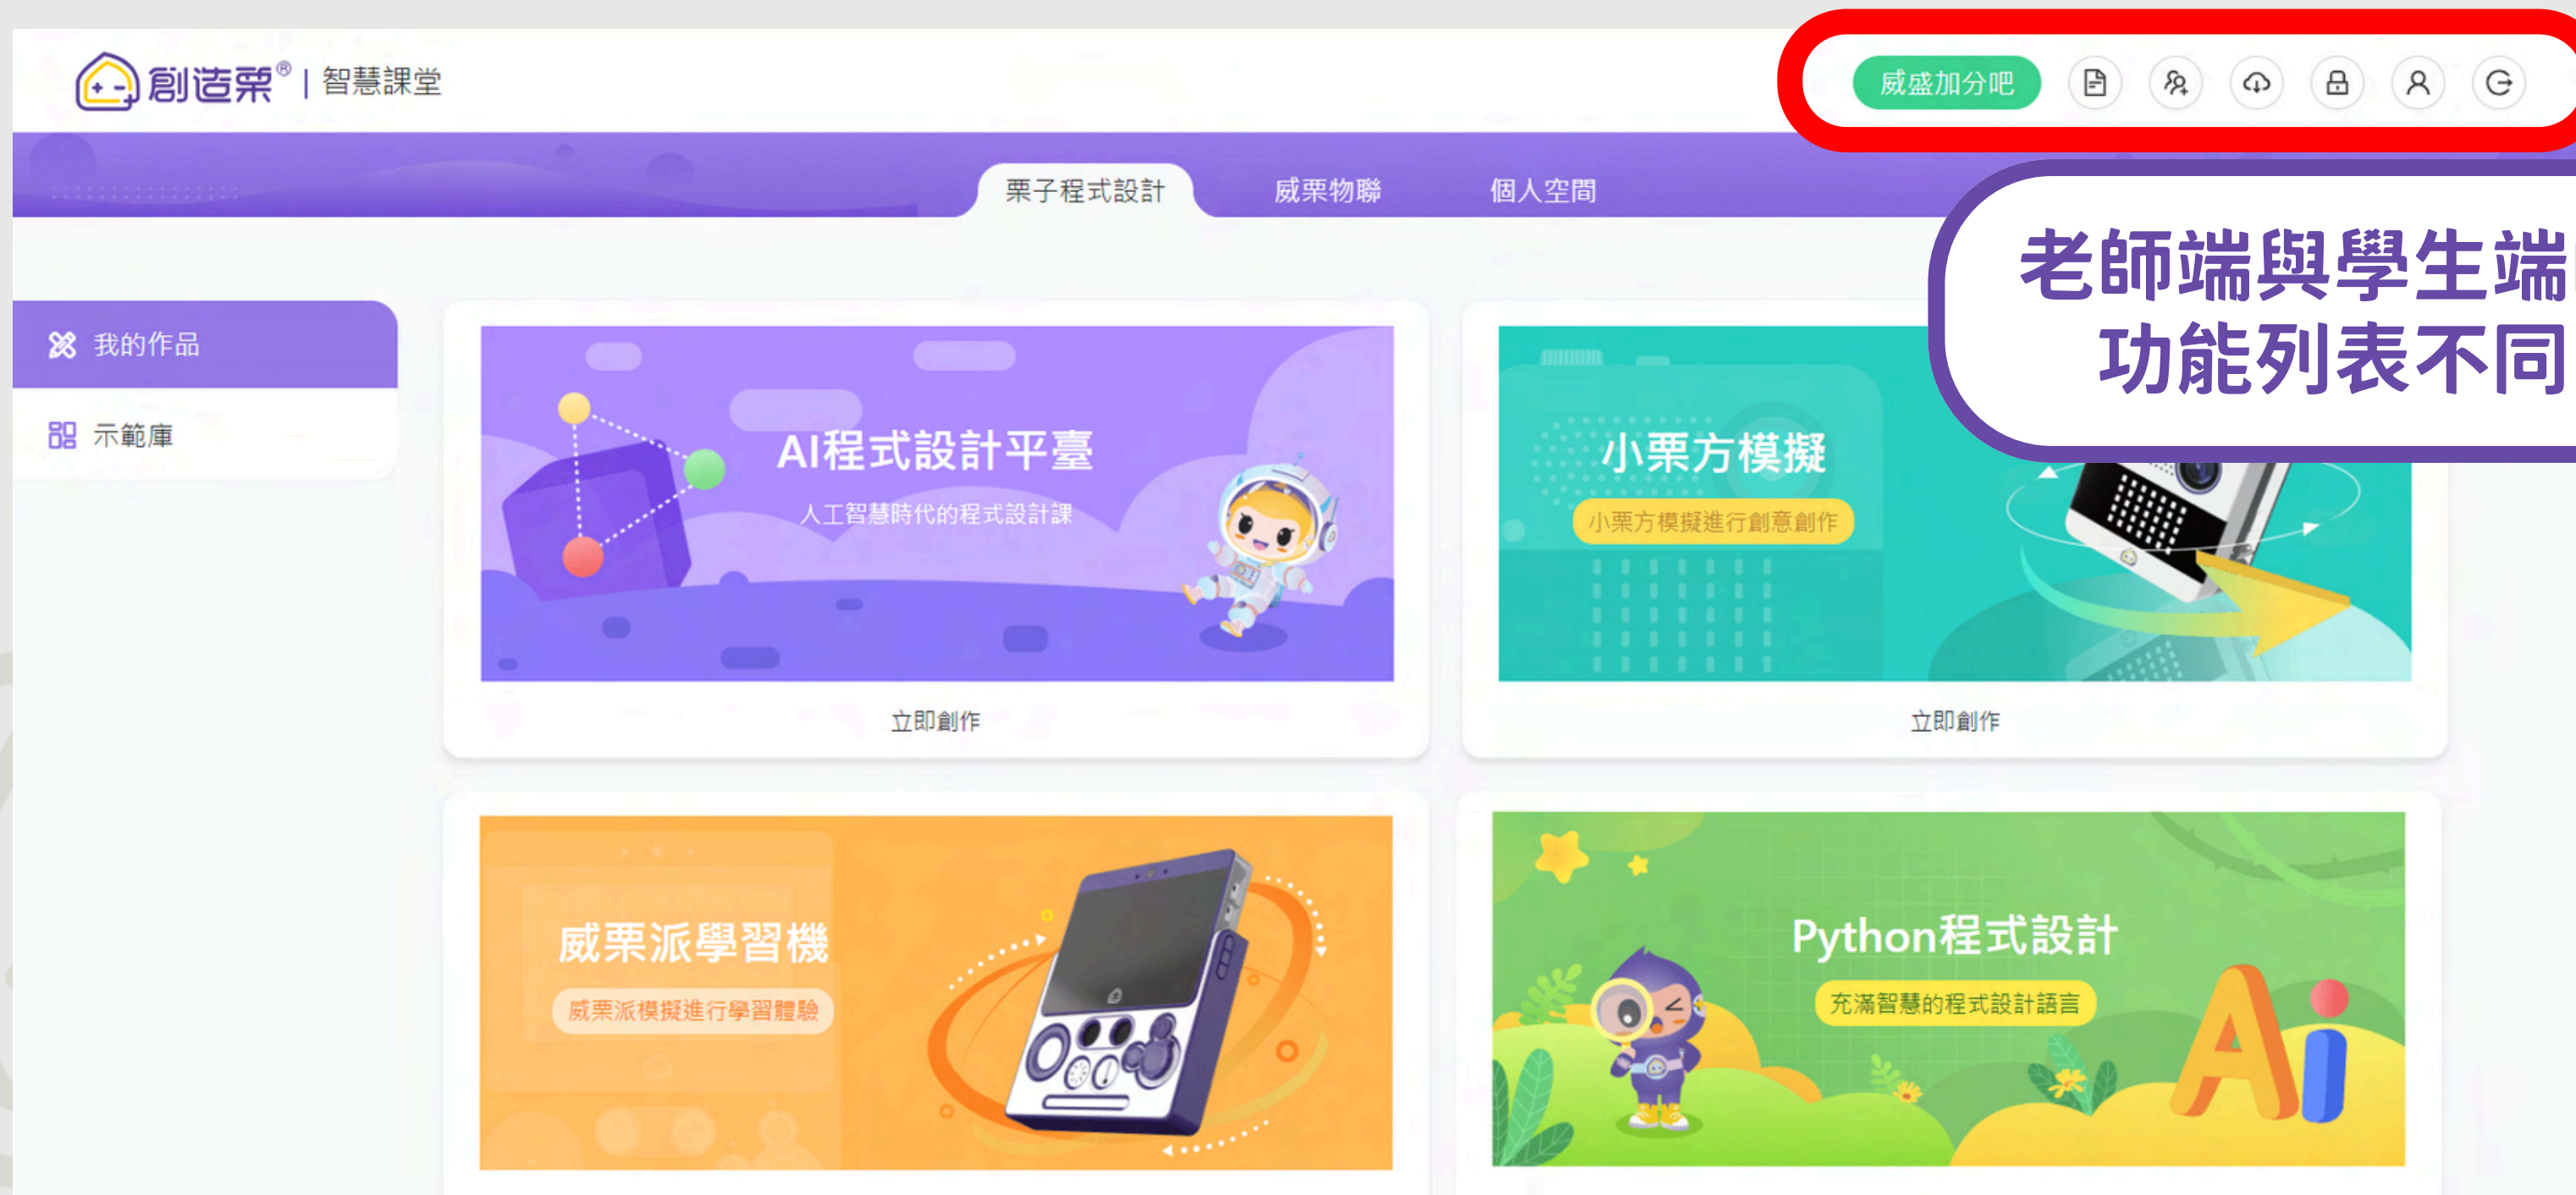 創造栗® | 智慧課堂
威盛加分吧
栗子程式設計
威栗物聯
個人空間
老師端與學生端
功能列表不同
我的作品
示範庫
AI程式設計平臺
人工智慧時代的程式設計課
立即創作
小栗方模擬
小栗方模擬進行創意創作
立即創作
威栗派學習機
威栗派模擬進行學習體驗
Python程式設計
充滿智慧的程式設計語言
Ai